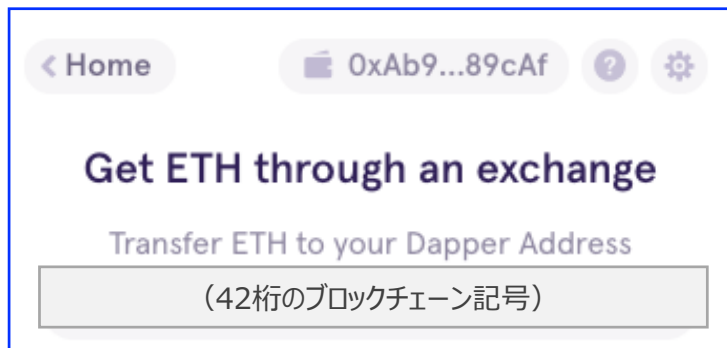 Home
0xAb9...89cAf
Get ETH through an exchange
Transfer ETH to your Dapper Address
（42桁のブロックチェーン記号）